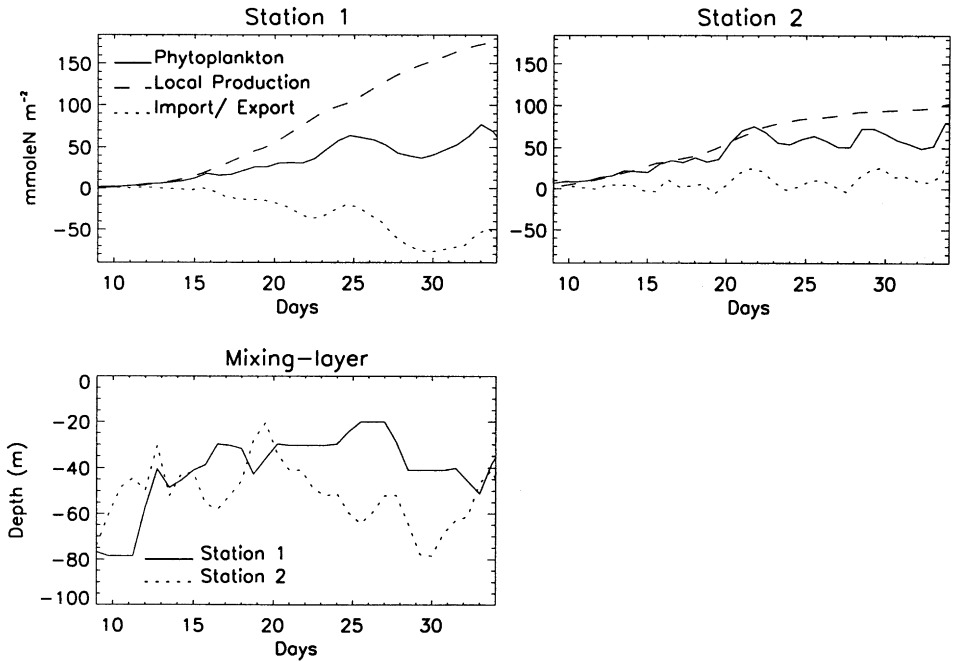 Station 1
Station 2
Phytoplankton
Local Production
Import/ Export
150
100
50
0
-50
mmoleN m⁻²
10 15 20 25 30
Days
150
100
50
0
-50
10 15 20 25 30
Days
Mixing-layer
0
-20
-40
-60
-80
-100
Depth (m)
Station 1
Station 2
10 15 20 25 30
Days